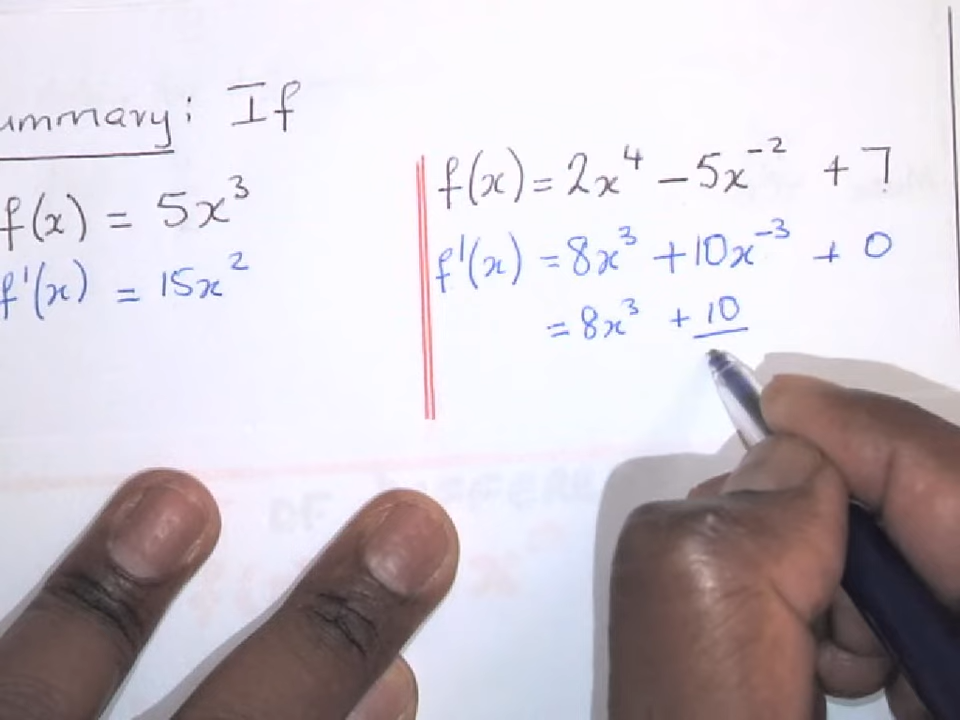 ummary: If
f(x) = 5x³
f'(x) = 15x²
f(x) = 2x⁴ - 5x⁻² + 7
f'(x) = 8x³ + 10x⁻³ + 0
= 8x³ + 10